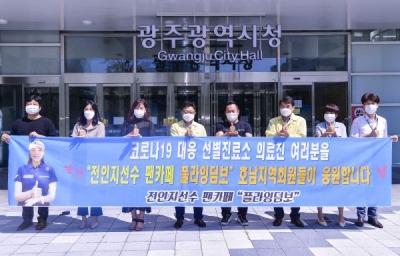 광주광역시청
Gwangju City Hall
코로나19 대응 선별진료소 의료진 여러분을
"전인지선수 팬카페 플라잉덤보" 호남지역회원들이 응원합니다
전인지선수 팬카페 "플라잉덤보"